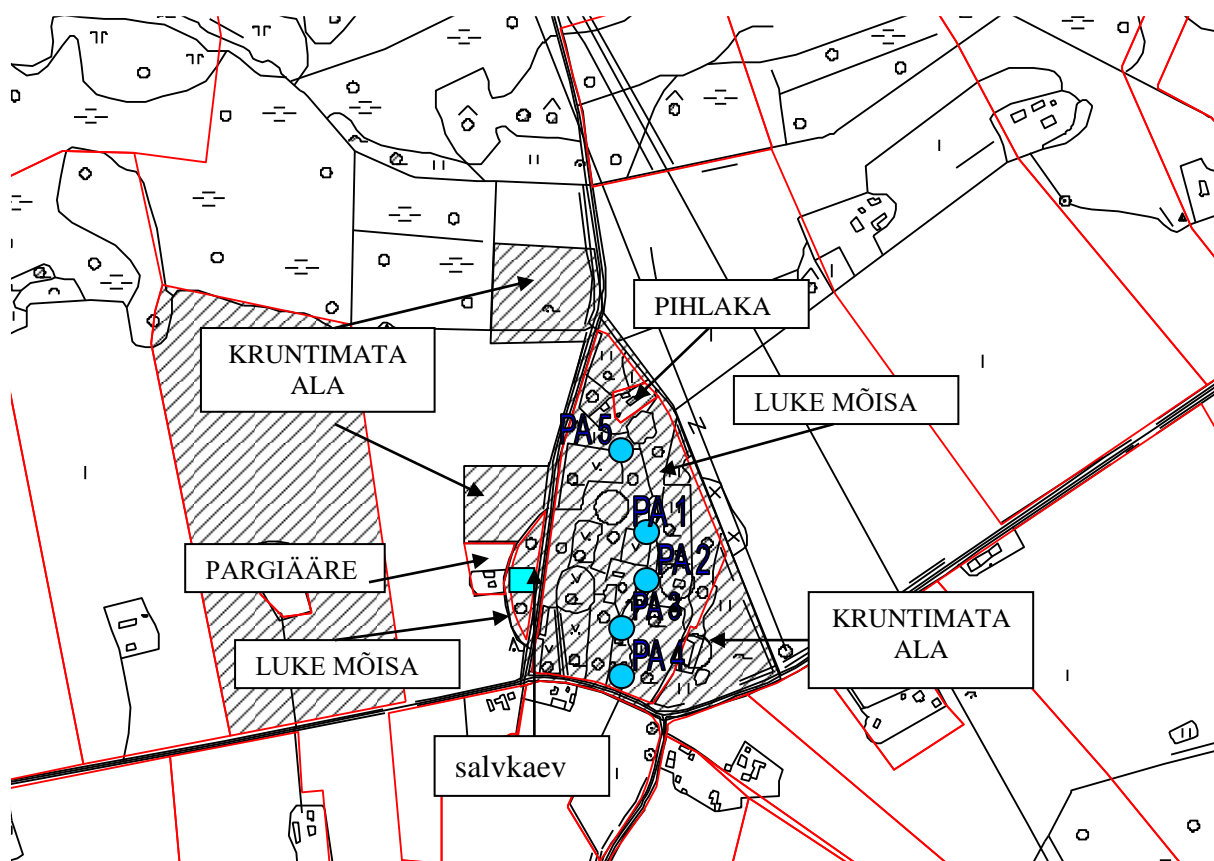 PIHLAKA
KRUNTIMATA
ALA
LUKE MÕISA
PA 5
PA 1
PA 2
PARGIÄÄRE
PA 3
KRUNTIMATA
ALA
LUKE MÕISA
PA 4
salvkaev